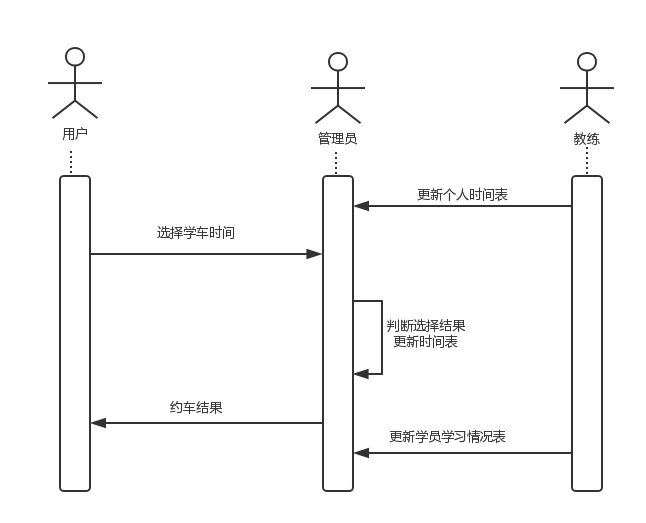 用户
管理员
教练
更新个人时间表
选择学车时间
判断选择结果
更新时间表
约车结果
更新学员学习情况表